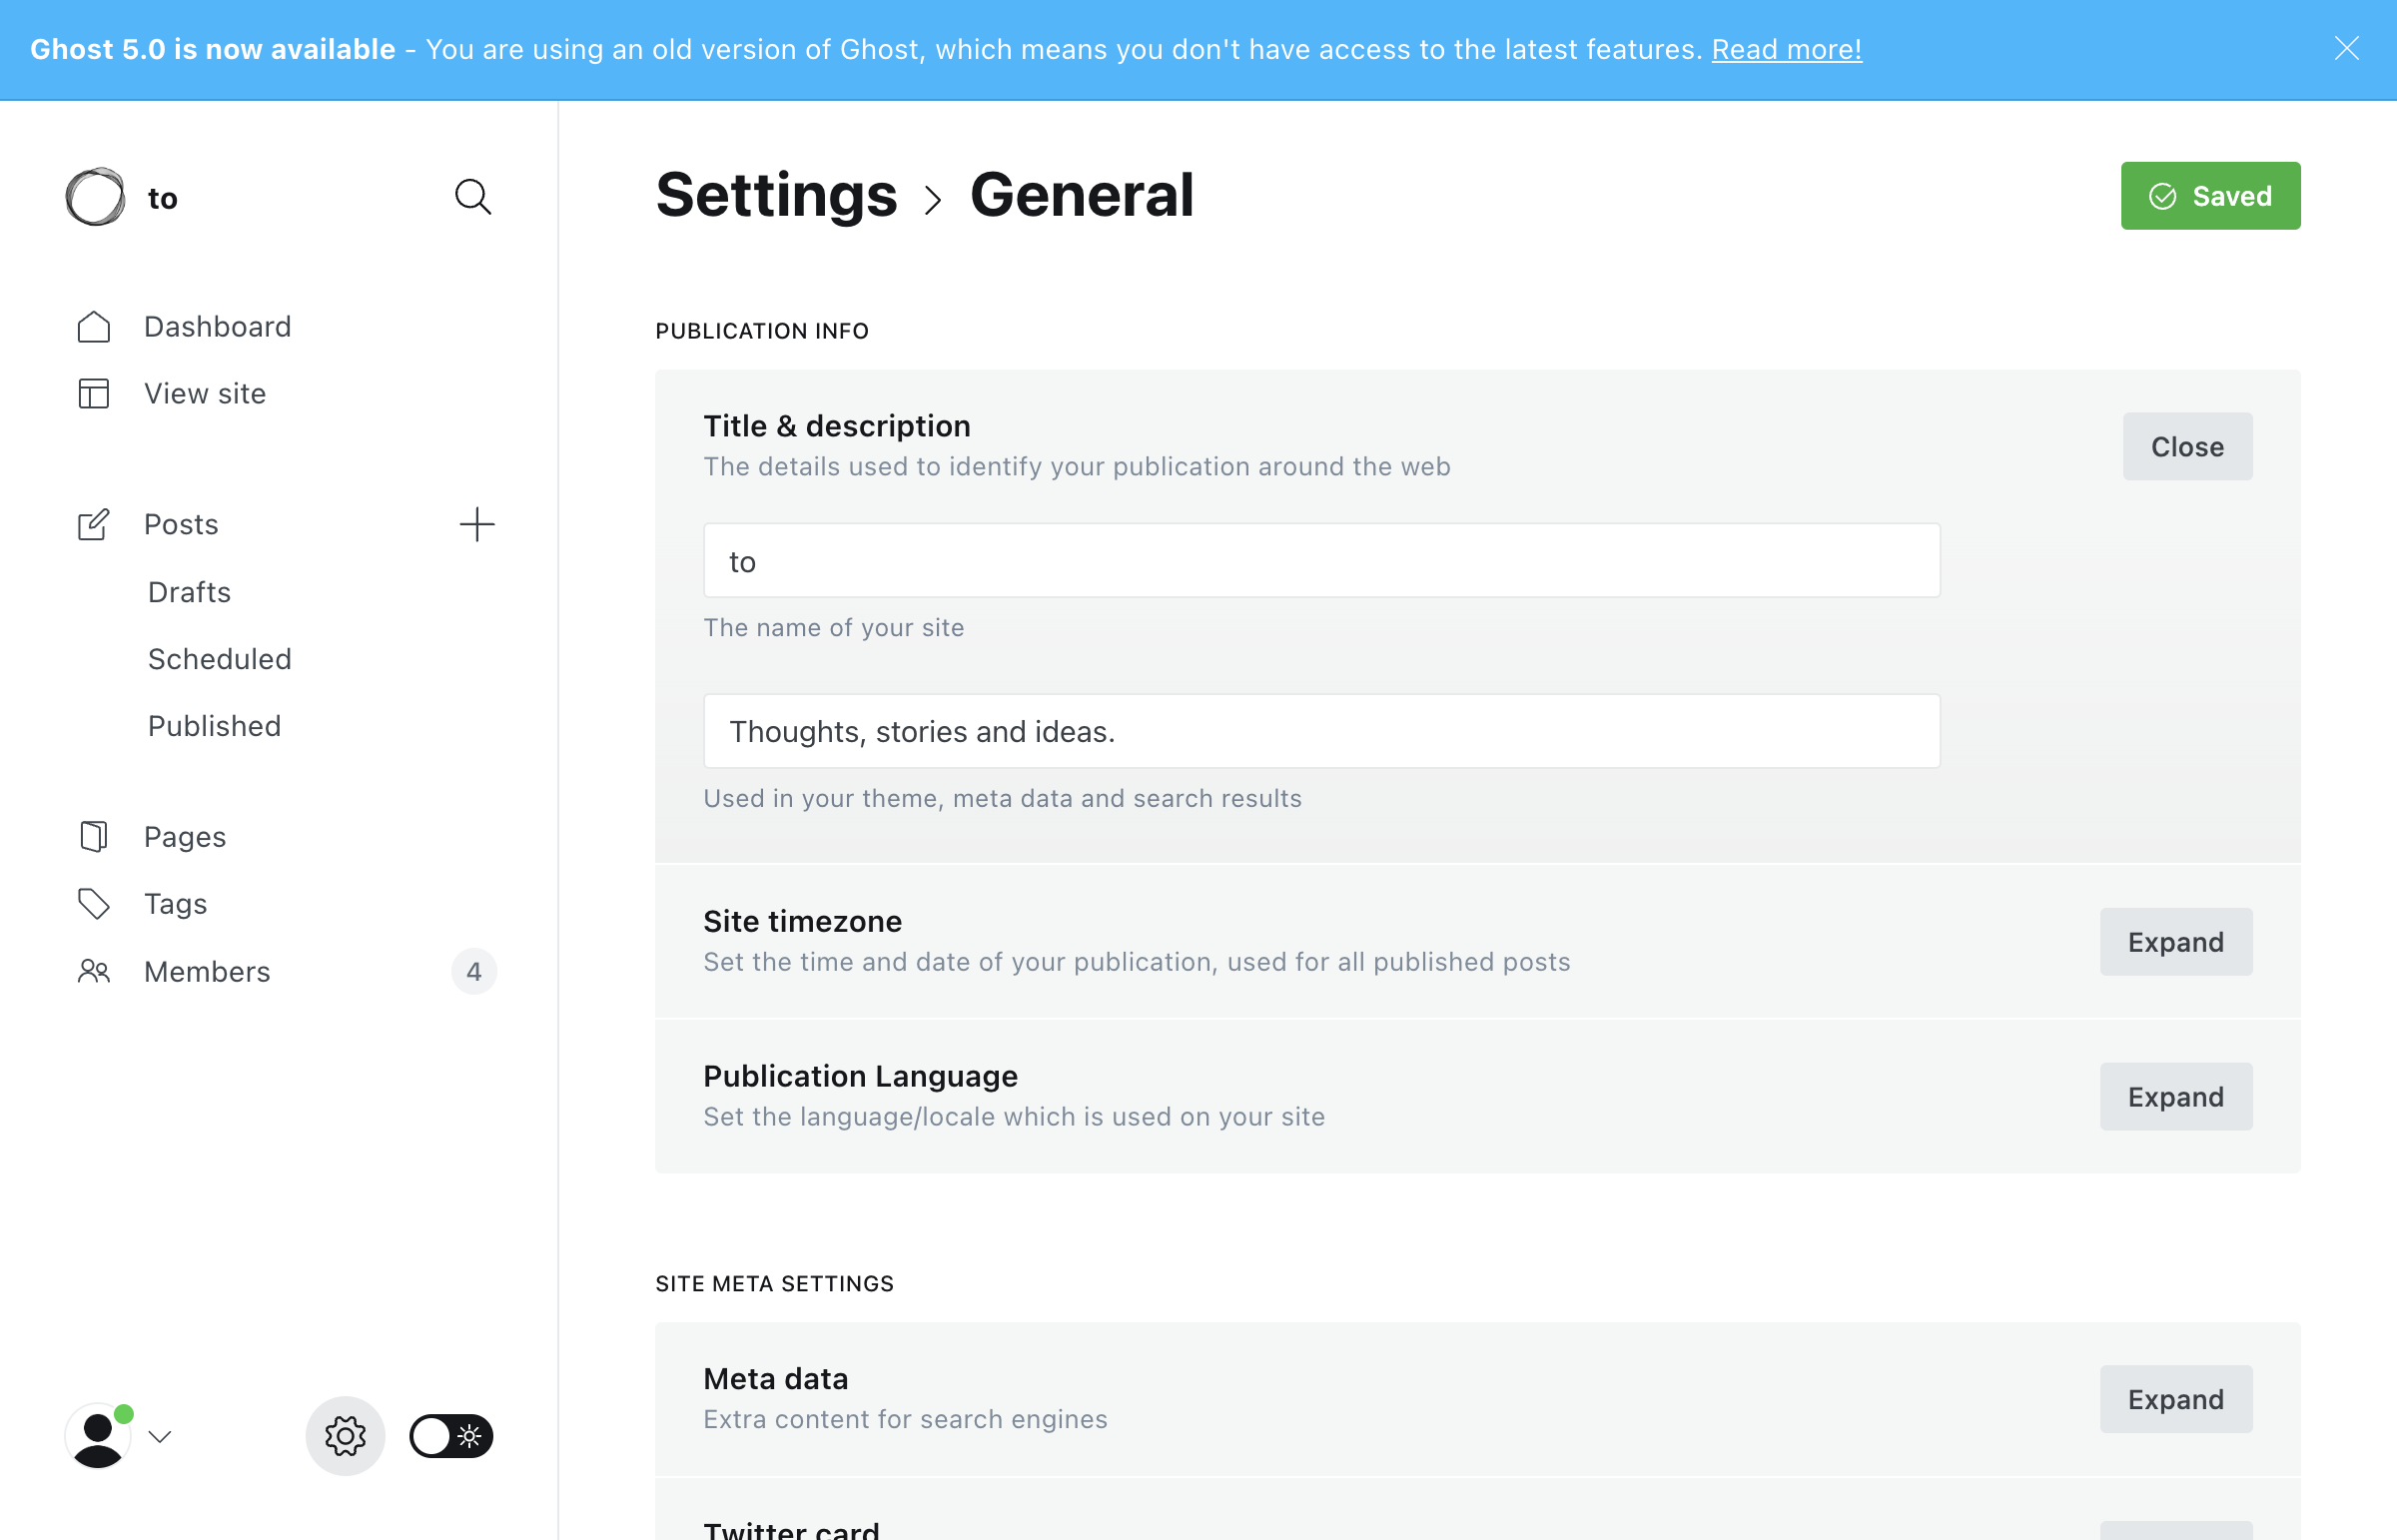 Ghost 5.0 is now available - You are using an old version of Ghost, which means you don't have access to the latest features. Read more!
to
Dashboard
View site
Posts
Drafts
Scheduled
Published
Pages
Tags
Members
4
Settings
General
Saved
PUBLICATION INFO
Title & description
The details used to identify your publication around the web
Close
to
The name of your site
Thoughts, stories and ideas.
Used in your theme, meta data and search results
Site timezone
Set the time and date of your publication, used for all published posts
Expand
Publication Language
Set the language/locale which is used on your site
Expand
SITE META SETTINGS
Meta data
Extra content for search engines
Expand
Twitter card